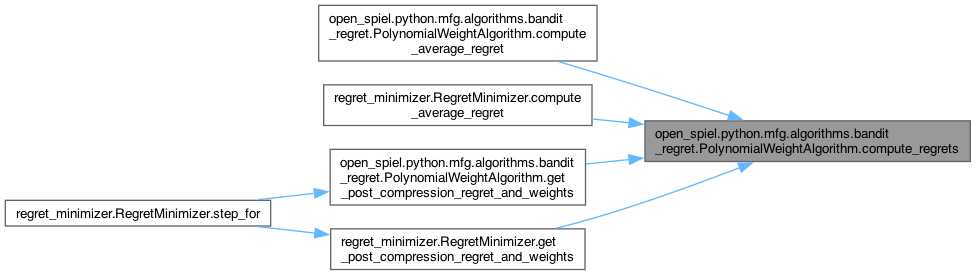 open_spiel.python.mfg.algorithms.bandit
_regret.PolynomialWeightAlgorithm.compute
_average_regret
regret_minimizer.RegretMinimizer.compute
_average_regret
open_spiel.python.mfg.algorithms.bandit
_regret.PolynomialWeightAlgorithm.compute_regrets
open_spiel.python.mfg.algorithms.bandit
_regret.PolynomialWeightAlgorithm.get
_post_compression_regret_and_weights
regret_minimizer.RegretMinimizer.step_for
regret_minimizer.RegretMinimizer.get
_post_compression_regret_and_weights